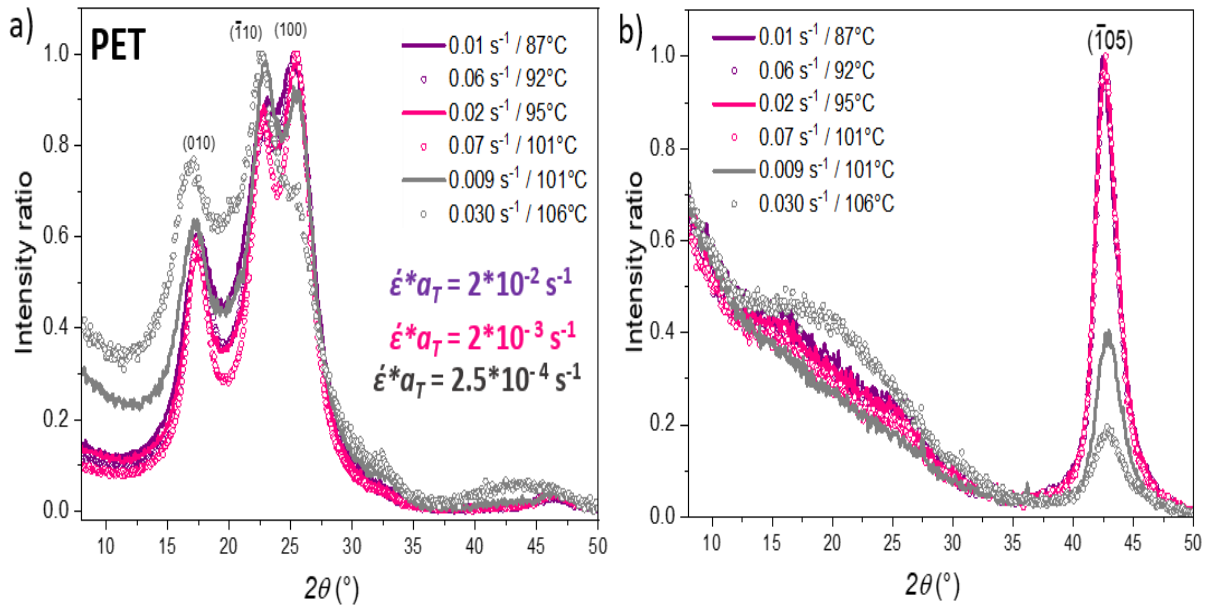 a)
PET
(1̄10)
(100)
(010)
0.01 s⁻¹ / 87°C
0.06 s⁻¹ / 92°C
0.02 s⁻¹ / 95°C
0.07 s⁻¹ / 101°C
0.009 s⁻¹ / 101°C
0.030 s⁻¹ / 106°C
έ*a_T = 2*10⁻² s⁻¹
έ*a_T = 2*10⁻³ s⁻¹
έ*a_T = 2.5*10⁻⁴ s⁻¹
Intensity ratio
1.0
0.8
0.6
0.4
0.2
0.0
10 15 20 25 30 35 40 45 50
2θ (°)
b)
(1̄05)
0.01 s⁻¹ / 87°C
0.06 s⁻¹ / 92°C
0.02 s⁻¹ / 95°C
0.07 s⁻¹ / 101°C
0.009 s⁻¹ / 101°C
0.030 s⁻¹ / 106°C
Intensity ratio
1.0
0.8
0.6
0.4
0.2
0.0
10 15 20 25 30 35 40 45 50
2θ (°)